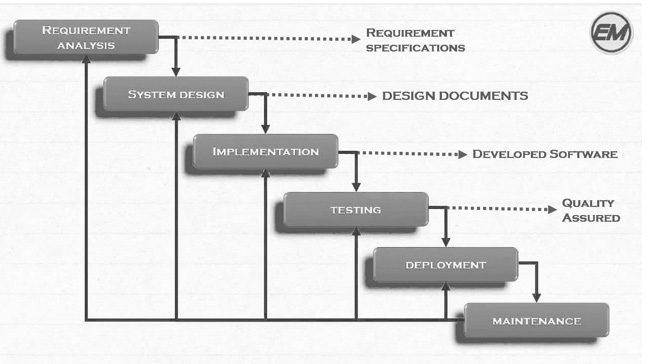 REQUIREMENT
ANALYSIS
REQUIREMENT
SPECIFICATIONS
EM
SYSTEM DESIGN
DESIGN DOCUMENTS
IMPLEMENTATION
DEVELOPED SOFTWARE
TESTING
QUALITY
ASSURED
DEPLOYMENT
MAINTENANCE